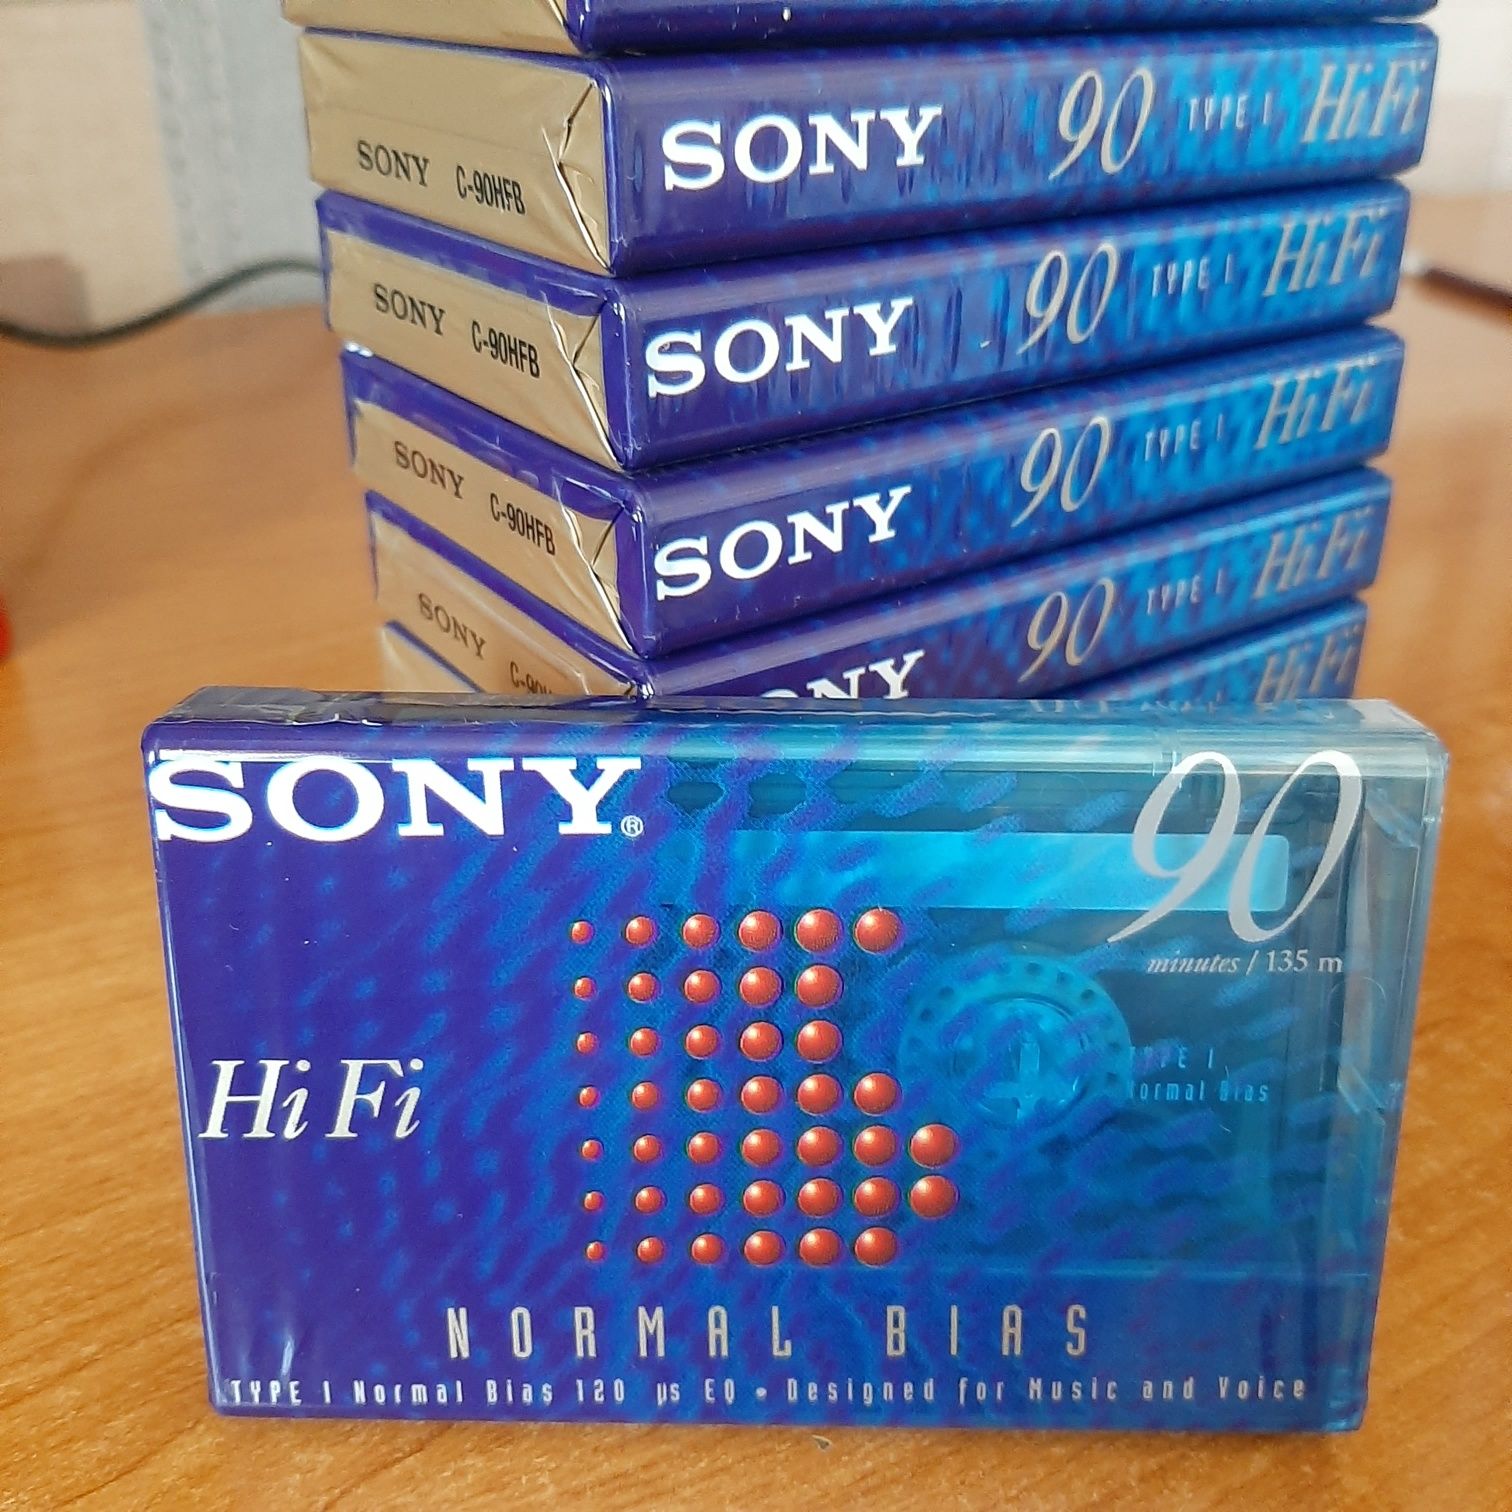 SONY C-90HFB SONY 90 TYPE I HiFi
SONY C-90HFB SONY 90 TYPE I HiFi
SONY C-90HFB SONY 90 TYPE I HiFi
SONY SONY 90 TYPE I HiFi
HiFi
SONY® 90
minutes / 135 m
HiFi
TYPE I
Normal Bias
NORMAL BIAS
TYPE I Normal Bias 120 µs EQ • Designed for Music and Voice